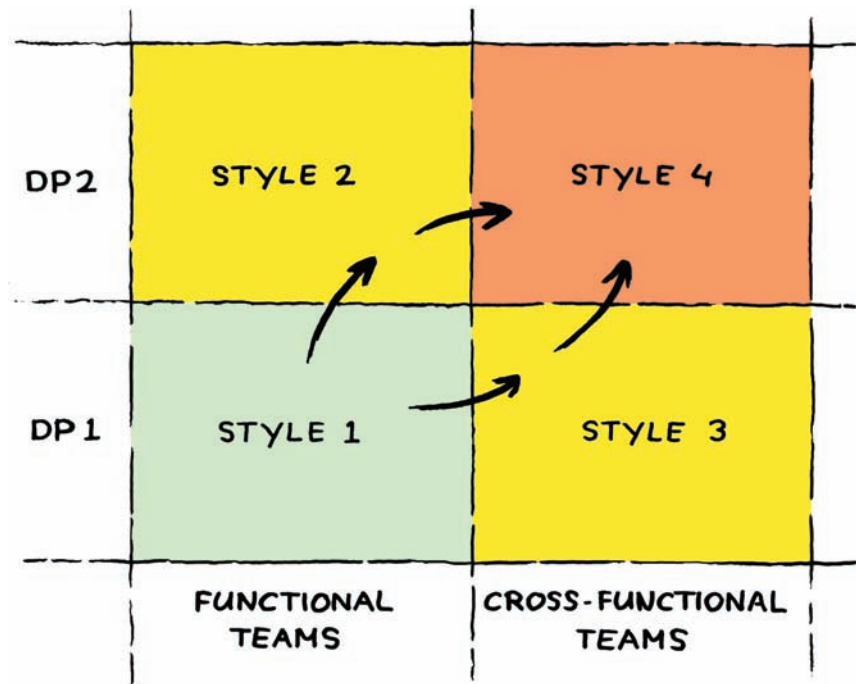 DP2
STYLE 2
STYLE 4
DP1
STYLE 1
STYLE 3
FUNCTIONAL
TEAMS
CROSS-FUNCTIONAL
TEAMS